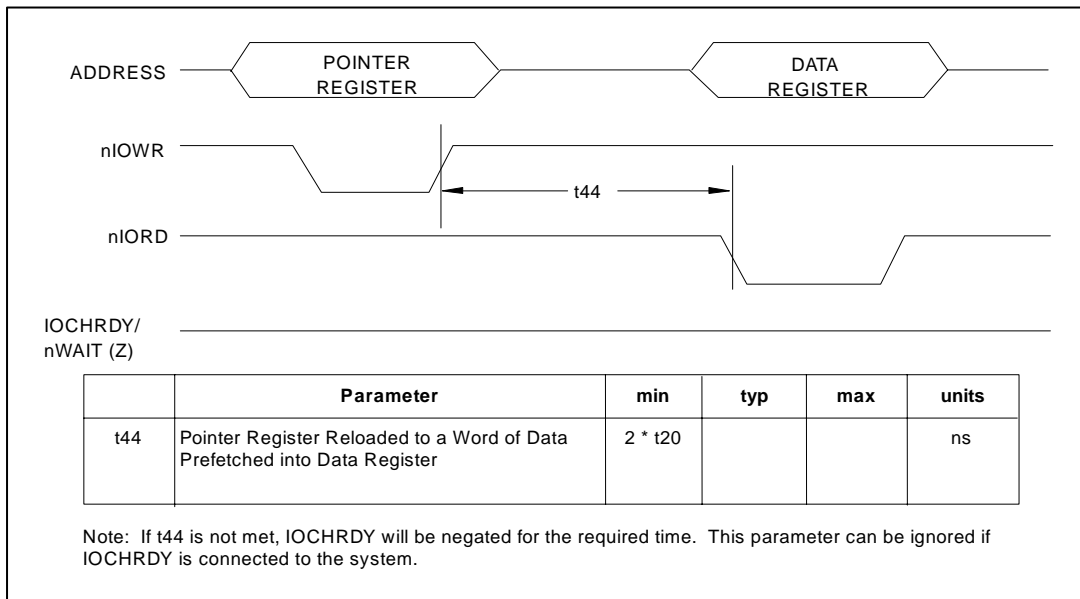 ADDRESS
POINTER
REGISTER
DATA
REGISTER
nIOWR
t44
nIORD
IOCHRDY/
nWAIT (Z)
Parameter min typ max units
t44 Pointer Register Reloaded to a Word of Data 2 * t20 ns
Prefetched into Data Register
Note: If t44 is not met, IOCHRDY will be negated for the required time. This parameter can be ignored if
IOCHRDY is connected to the system.